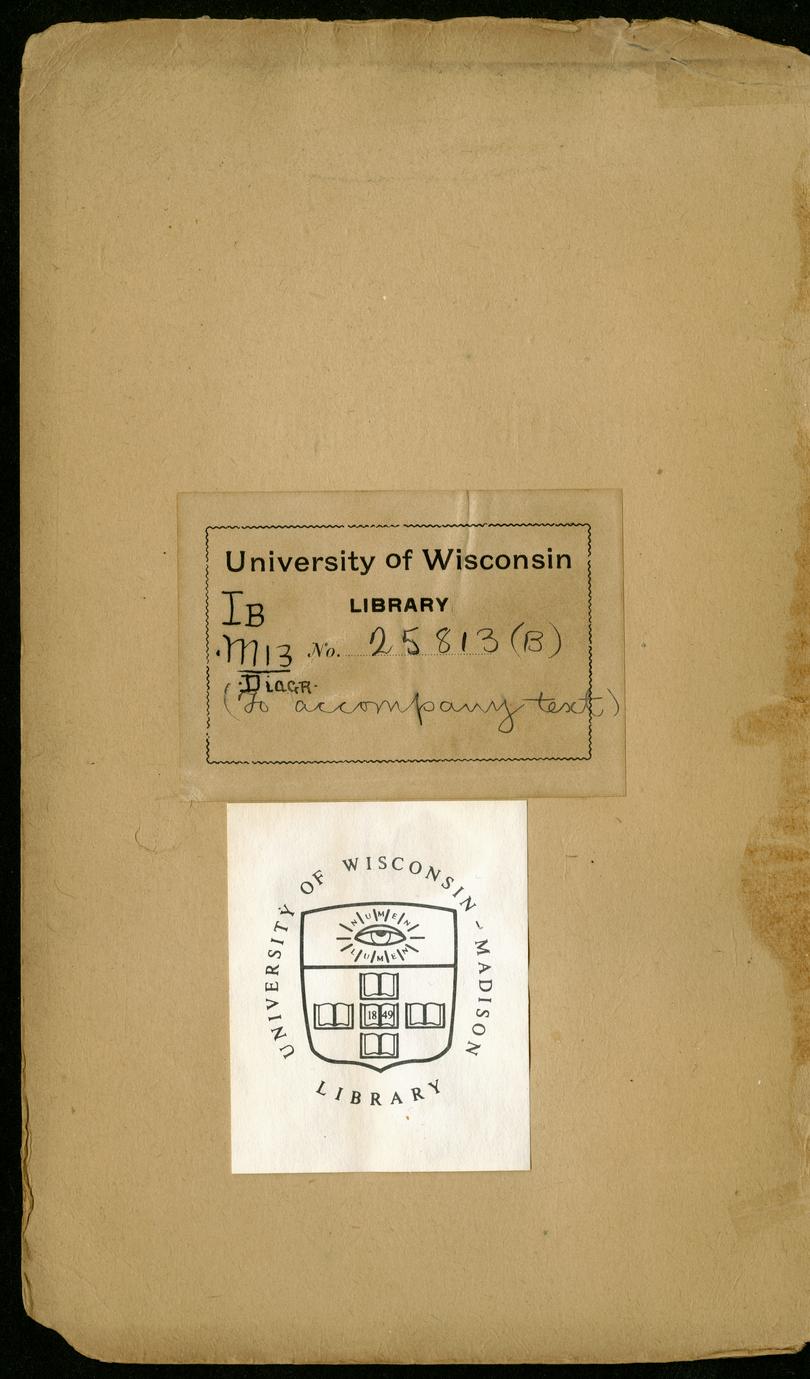 University of Wisconsin
LIBRARY
IB
.M13 No. 25813(B)
Diagr.
(To accompany text)
UNIVERSITY OF WISCONSIN-MADISON
NUMEN
LUMEN
1849
LIBRARY